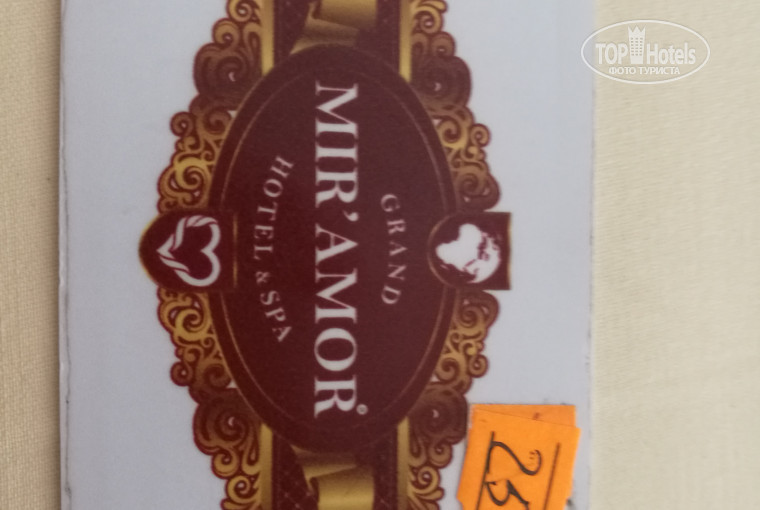 GRAND
MIR'AMOR®
HOTEL & SPA
TOP Hotels
ФОТО ТУРИСТА